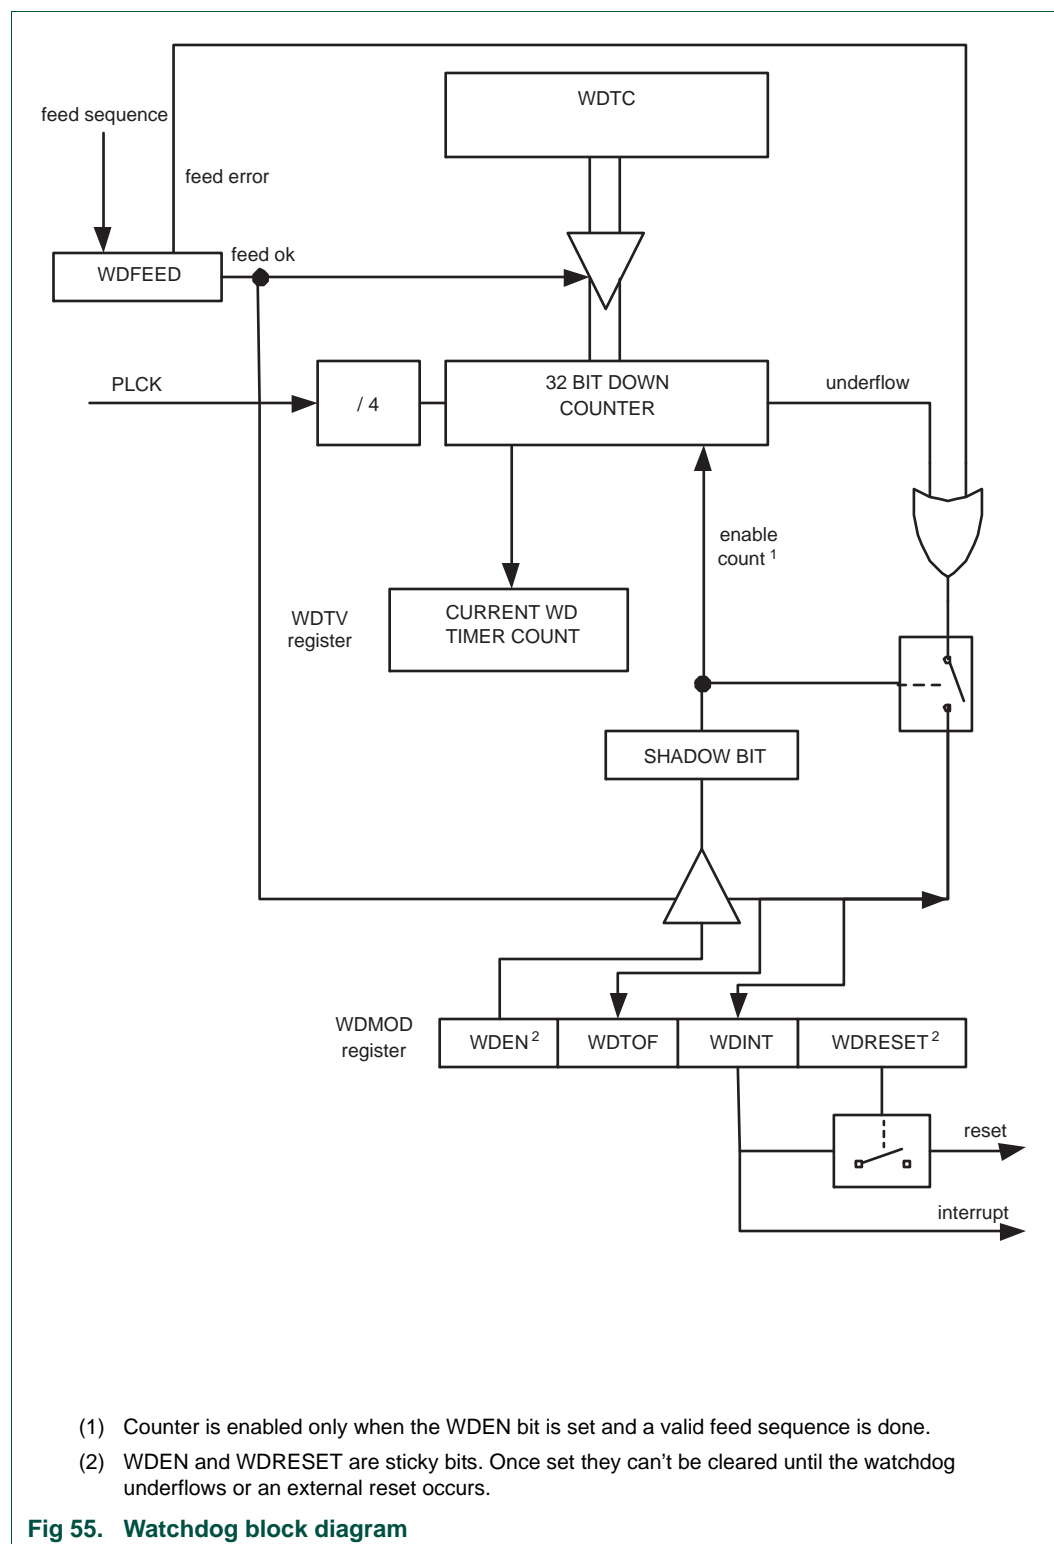 WDTC
feed sequence
feed error
feed ok
WDFEED
PLCK
/ 4
32 BIT DOWN
COUNTER
underflow
enable
count 1
WDTV
register
CURRENT WD
TIMER COUNT
SHADOW BIT
WDMOD
register
WDEN 2
WDTOF
WDINT
WDRESET 2
reset
interrupt
(1) Counter is enabled only when the WDEN bit is set and a valid feed sequence is done.
(2) WDEN and WDRESET are sticky bits. Once set they can't be cleared until the watchdog
underflows or an external reset occurs.
Fig 55. Watchdog block diagram